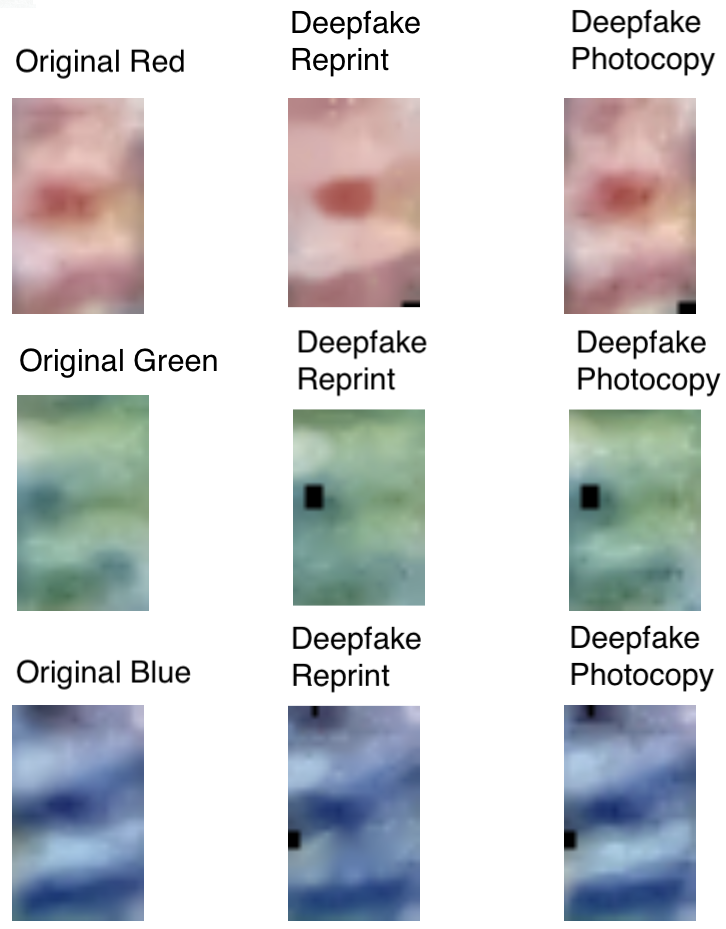 Original Red
Deepfake
Reprint
Deepfake
Photocopy
Original Green
Deepfake
Reprint
Deepfake
Photocopy
Original Blue
Deepfake
Reprint
Deepfake
Photocopy